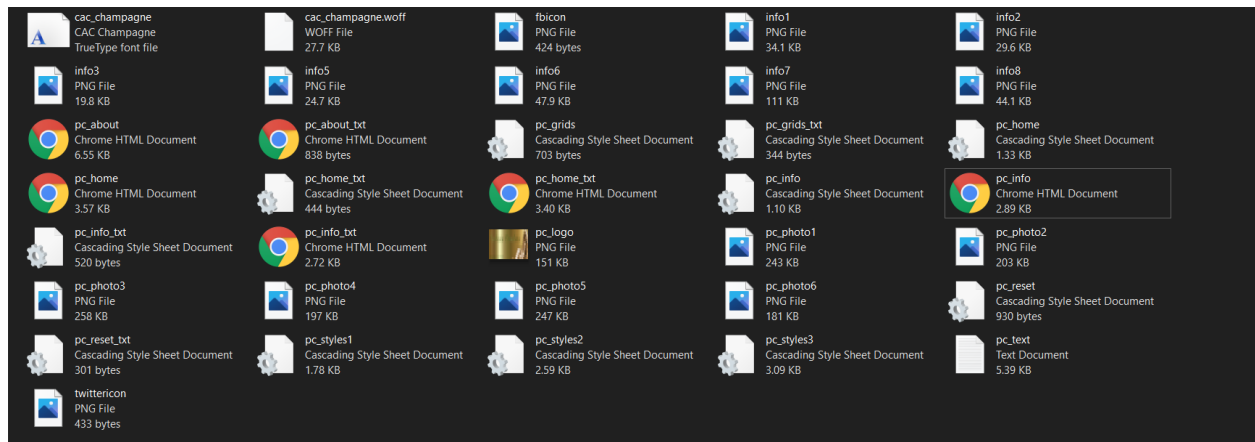 cac_champagne
CAC Champagne
TrueType font file
cac_champagne.woff
WOFF File
27.7 KB
fbicon
PNG File
424 bytes
info1
PNG File
34.1 KB
info2
PNG File
29.6 KB
info3
PNG File
19.8 KB
info5
PNG File
24.7 KB
info6
PNG File
47.9 KB
info7
PNG File
111 KB
info8
PNG File
44.1 KB
pc_about
Chrome HTML Document
6.55 KB
pc_about_txt
Chrome HTML Document
838 bytes
pc_grids
Cascading Style Sheet Document
703 bytes
pc_grids_txt
Cascading Style Sheet Document
344 bytes
pc_home
Cascading Style Sheet Document
1.33 KB
pc_home
Chrome HTML Document
3.57 KB
pc_home_txt
Cascading Style Sheet Document
444 bytes
pc_home_txt
Chrome HTML Document
3.40 KB
pc_info
Cascading Style Sheet Document
1.10 KB
pc_info
Chrome HTML Document
2.89 KB
pc_info_txt
Cascading Style Sheet Document
520 bytes
pc_info_txt
Chrome HTML Document
2.72 KB
pc_logo
PNG File
151 KB
pc_photo1
PNG File
243 KB
pc_photo2
PNG File
203 KB
pc_photo3
PNG File
258 KB
pc_photo4
PNG File
197 KB
pc_photo5
PNG File
247 KB
pc_photo6
PNG File
181 KB
pc_reset
Cascading Style Sheet Document
930 bytes
pc_reset_txt
Cascading Style Sheet Document
301 bytes
pc_styles1
Cascading Style Sheet Document
1.78 KB
pc_styles2
Cascading Style Sheet Document
2.59 KB
pc_styles3
Cascading Style Sheet Document
3.09 KB
pc_text
Text Document
5.39 KB
twittericon
PNG File
433 bytes